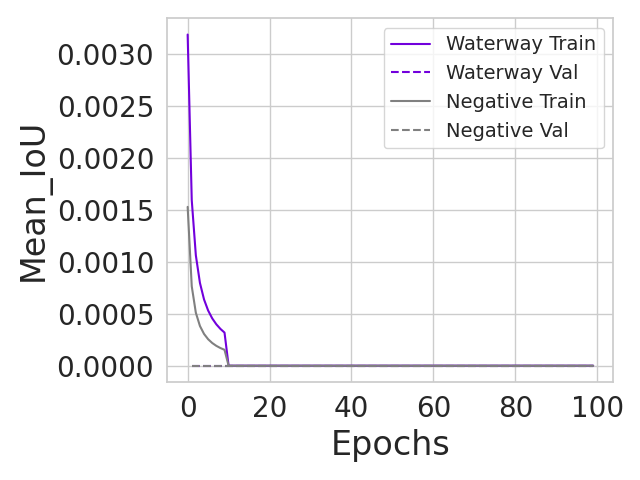 Mean_IoU
0.0030
0.0025
0.0020
0.0015
0.0010
0.0005
0.0000
Waterway Train
Waterway Val
Negative Train
Negative Val
0 20 40 60 80 100
Epochs